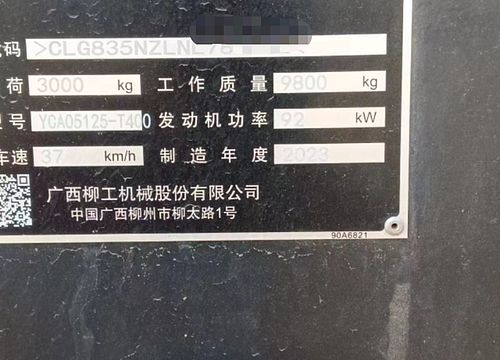 码 >CLG835NZLNL
荷 3000 kg 工作质量 9800 kg
号 YCA05125-T400 发动机功率 92 kW
车速 37 km/h 制造年度 2023
广西柳工机械股份有限公司
中国广西柳州市柳太路1号
90A6821